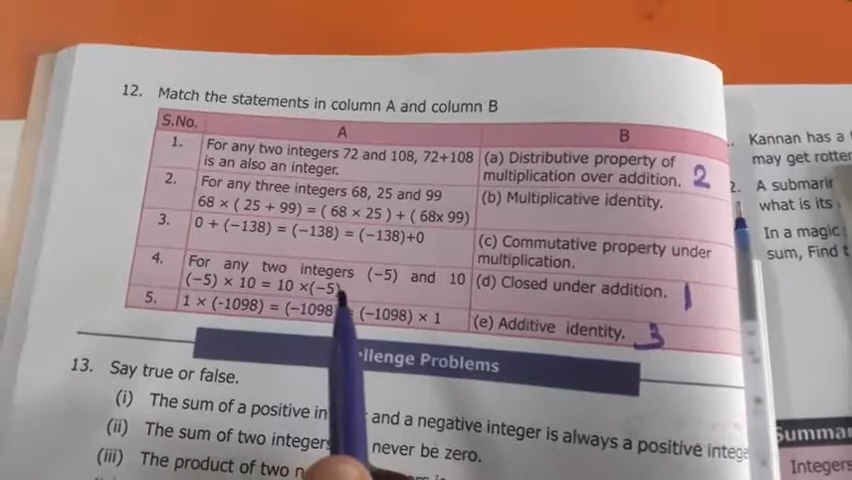 12. Match the statements in column A and column B
S.No. A B
1. For any two integers 72 and 108, 72+108 is an also an integer. (a) Distributive property of multiplication over addition. 2
2. For any three integers 68, 25 and 99 68 × ( 25 + 99) = ( 68 × 25 ) + ( 68x 99) (b) Multiplicative identity.
3. 0 + (−138) = (−138) = (−138)+0 (c) Commutative property under multiplication.
4. For any two integers (−5) and 10 (−5) × 10 = 10 ×(−5) (d) Closed under addition. 1
5. 1 × (-1098) = (−1098) = (−1098) × 1 (e) Additive identity. 3
llenge Problems
13. Say true or false.
(i) The sum of a positive in and a negative integer is always a positive intege
(ii) The sum of two integers never be zero.
(iii) The product of two n
Kannan has a
may get rotte
2. A submari
what is its
In a magic
sum, Find t
Summa
Integers